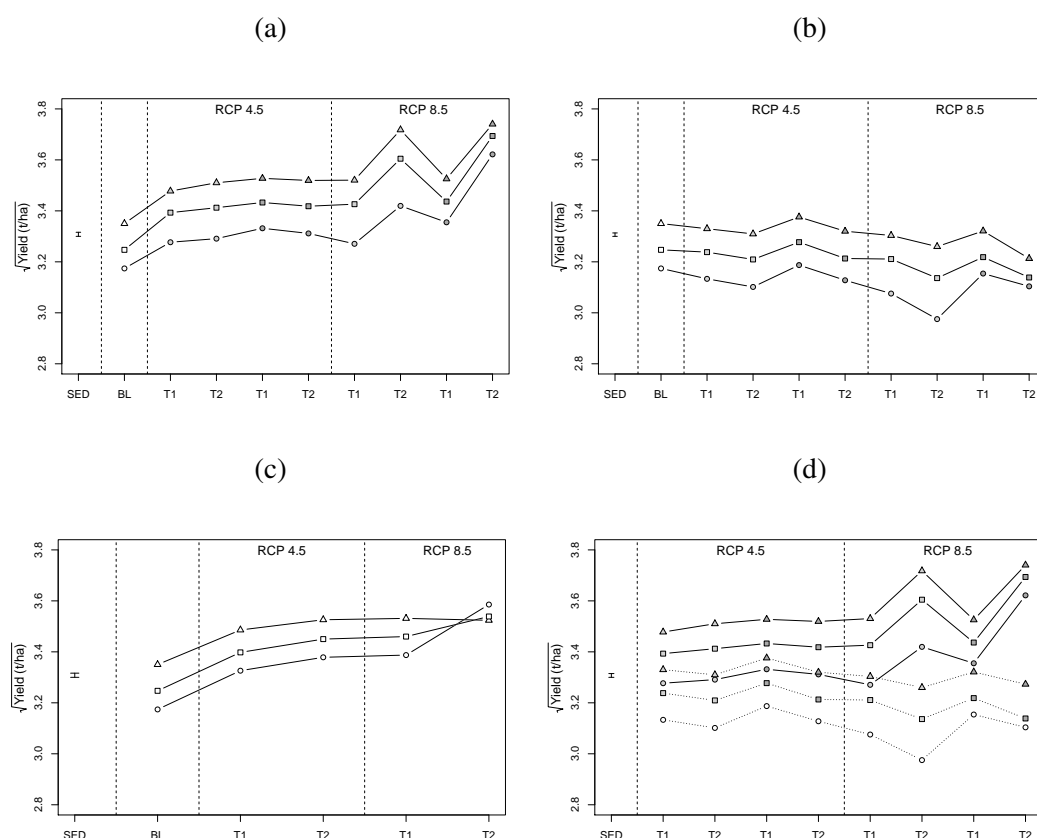 (a)
(b)
RCP 4.5
RCP 8.5
3.8
3.6
3.4
3.2
3.0
2.8
√Yield (t/ha)
SED BL T1 T2 T1 T2 T1 T2 T1 T2
RCP 4.5
RCP 8.5
3.8
3.6
3.4
3.2
3.0
2.8
√Yield (t/ha)
SED BL T1 T2 T1 T2 T1 T2 T1 T2
(c)
(d)
RCP 4.5
RCP 8.5
3.8
3.6
3.4
3.2
3.0
2.8
√Yield (t/ha)
SED BL T1 T2 T1 T2
RCP 4.5
RCP 8.5
3.8
3.6
3.4
3.2
3.0
2.8
√Yield (t/ha)
SED T1 T2 T1 T2 T1 T2 T1 T2